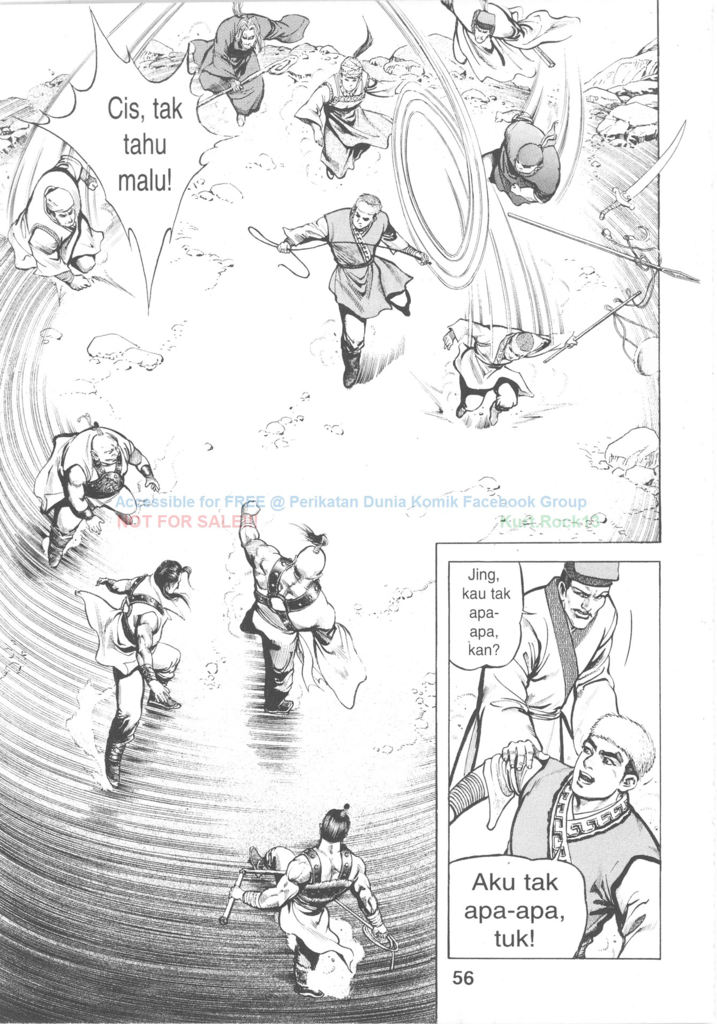 Cis, tak
tahu
malu!
Accessible for FREE @ Perikatan Dunia Komik Facebook Group
NOT FOR SALE!!!
Jing,
kau tak
apa-
apa,
kan?
Aku tak
apa-apa,
tuk!
56